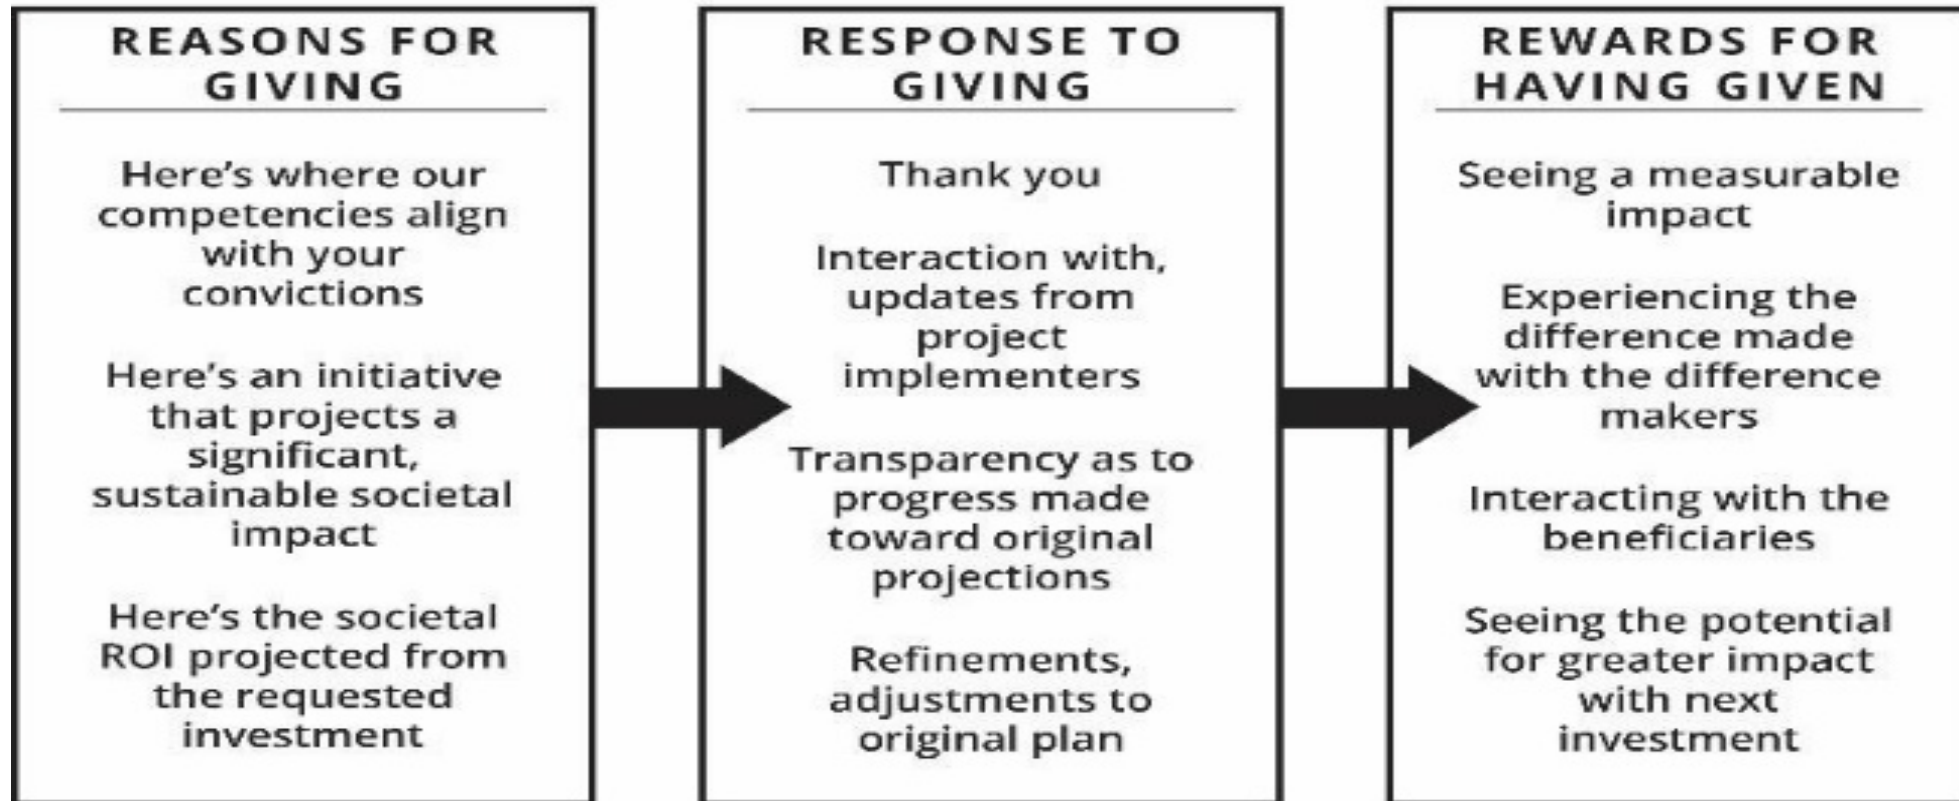 REASONS FOR
GIVING
Here's where our
competencies align
with your
convictions
Here's an initiative
that projects a
significant,
sustainable societal
impact
Here's the societal
ROI projected from
the requested
investment
RESPONSE TO
GIVING
Thank you
Interaction with,
updates from
project
implementers
Transparency as to
progress made
toward original
projections
Refinements,
adjustments to
original plan
REWARDS FOR
HAVING GIVEN
Seeing a measurable
impact
Experiencing the
difference made
with the difference
makers
Interacting with the
beneficiaries
Seeing the potential
for greater impact
with next
investment